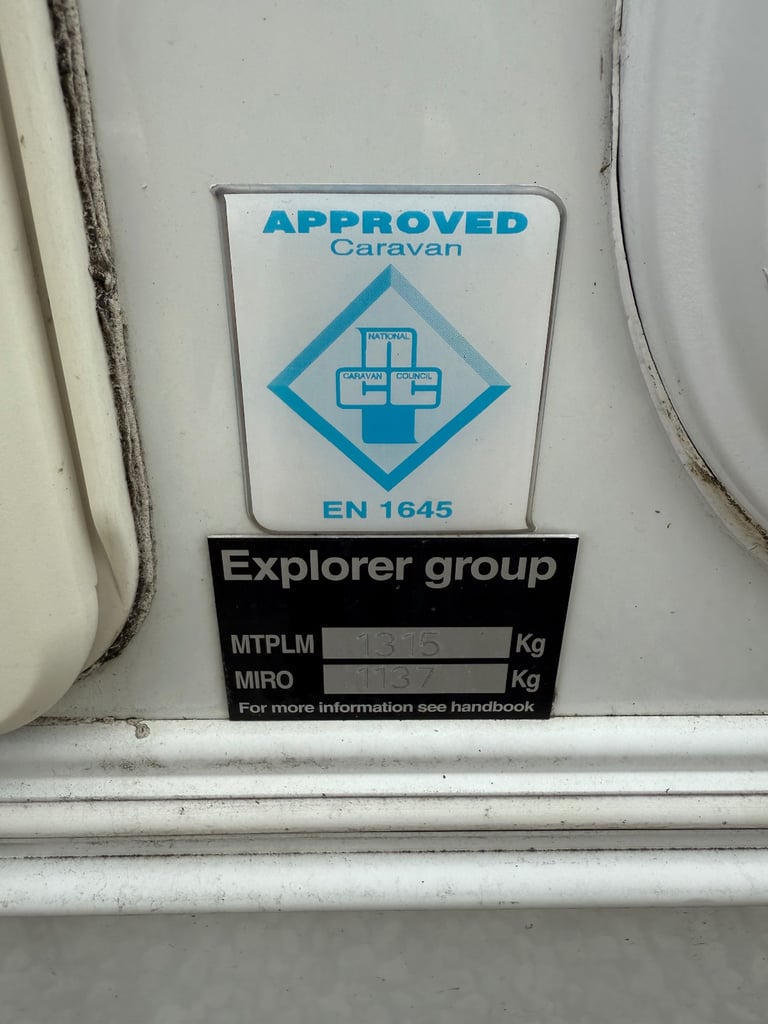 APPROVED
Caravan
NATIONAL
n
CARAVAN COUNCIL
CC
EN 1645
Explorer group
MTPLM 1315 Kg
MIRO 1137 Kg
For more information see handbook